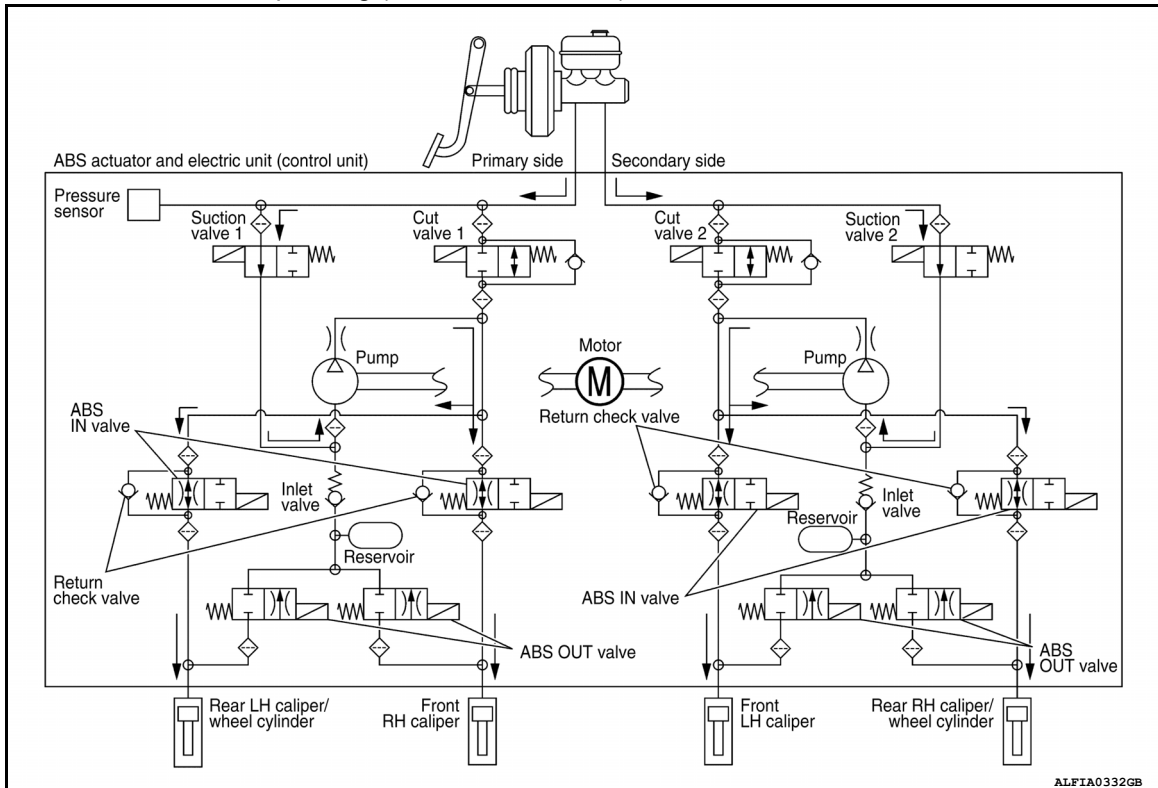 ABS actuator and electric unit (control unit)
Primary side
Secondary side
Pressure
sensor
Suction
valve 1
Cut
valve 1
Cut
valve 2
Suction
valve 2
Pump
Motor
M
Pump
ABS
IN valve
Return check valve
Inlet
valve
Inlet
valve
Reservoir
Reservoir
Return
check valve
ABS IN valve
ABS OUT valve
ABS
OUT valve
Rear LH caliper/
wheel cylinder
Front
RH caliper
Front
LH caliper
Rear RH caliper/
wheel cylinder
ALFIA0332GB